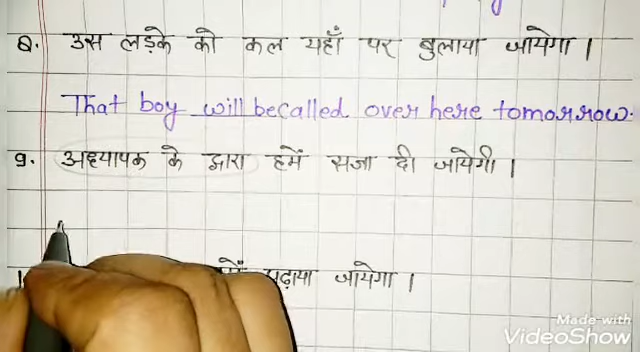 8. उस लड़के को कल यहाँ पर बुलाया जायेगा।
That boy will becalled over here tomorrow.
9. अध्यापक के द्वारा हमें सजा दी जायेगी।
पढ़ाया जायेगा।
Made with
VideoShow